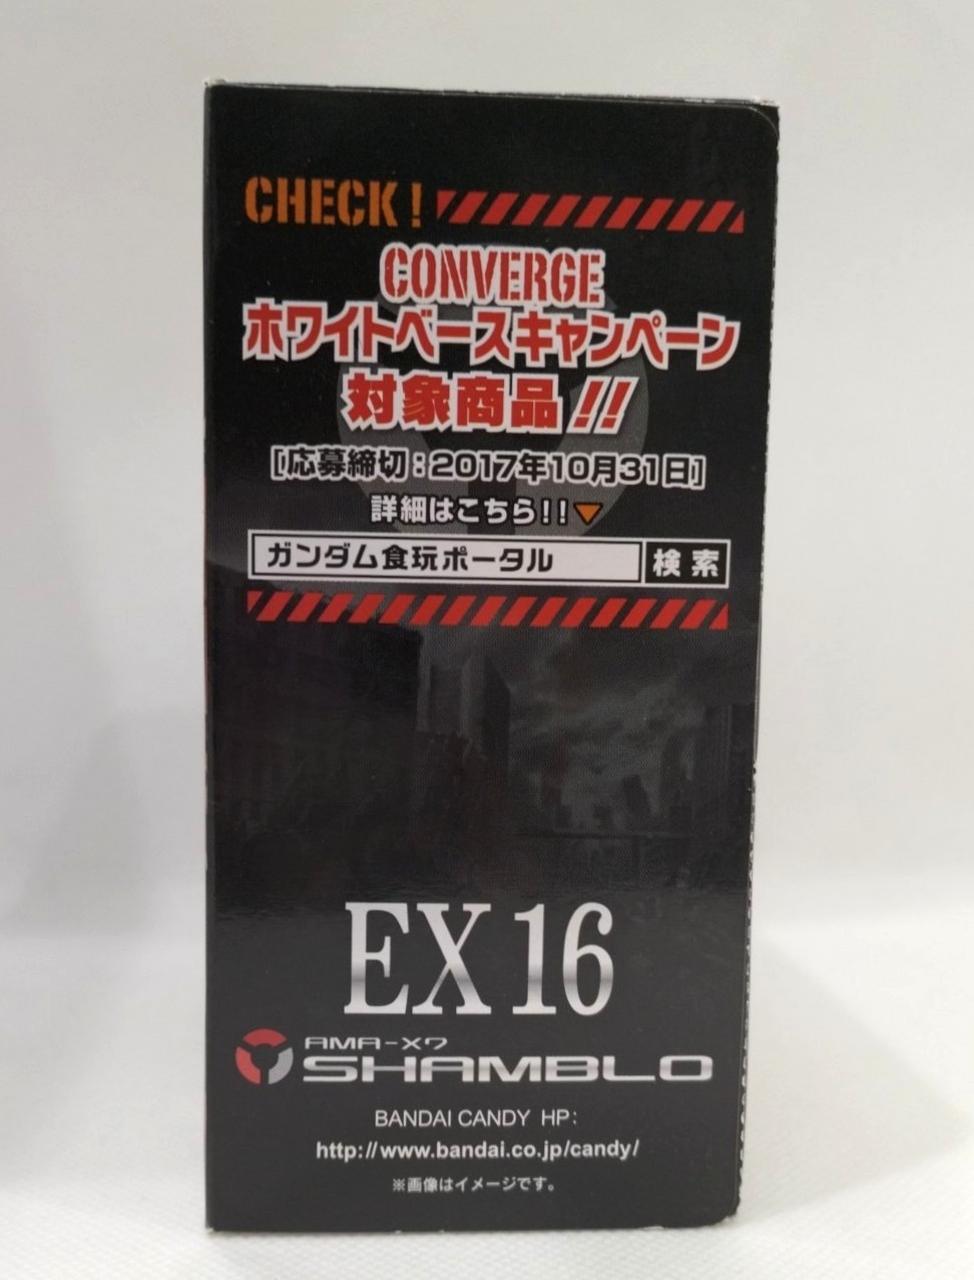 CHECK!
CONVERGE
ホワイトベースキャンペーン
対象商品!!
[応募締切:2017年10月31日]
詳細はこちら!!▼
ガンダム食玩ポータル 検索
EX16
AMA-X7
SHAMBLO
BANDAI CANDY HP:
http://www.bandai.co.jp/candy/
※画像はイメージです。